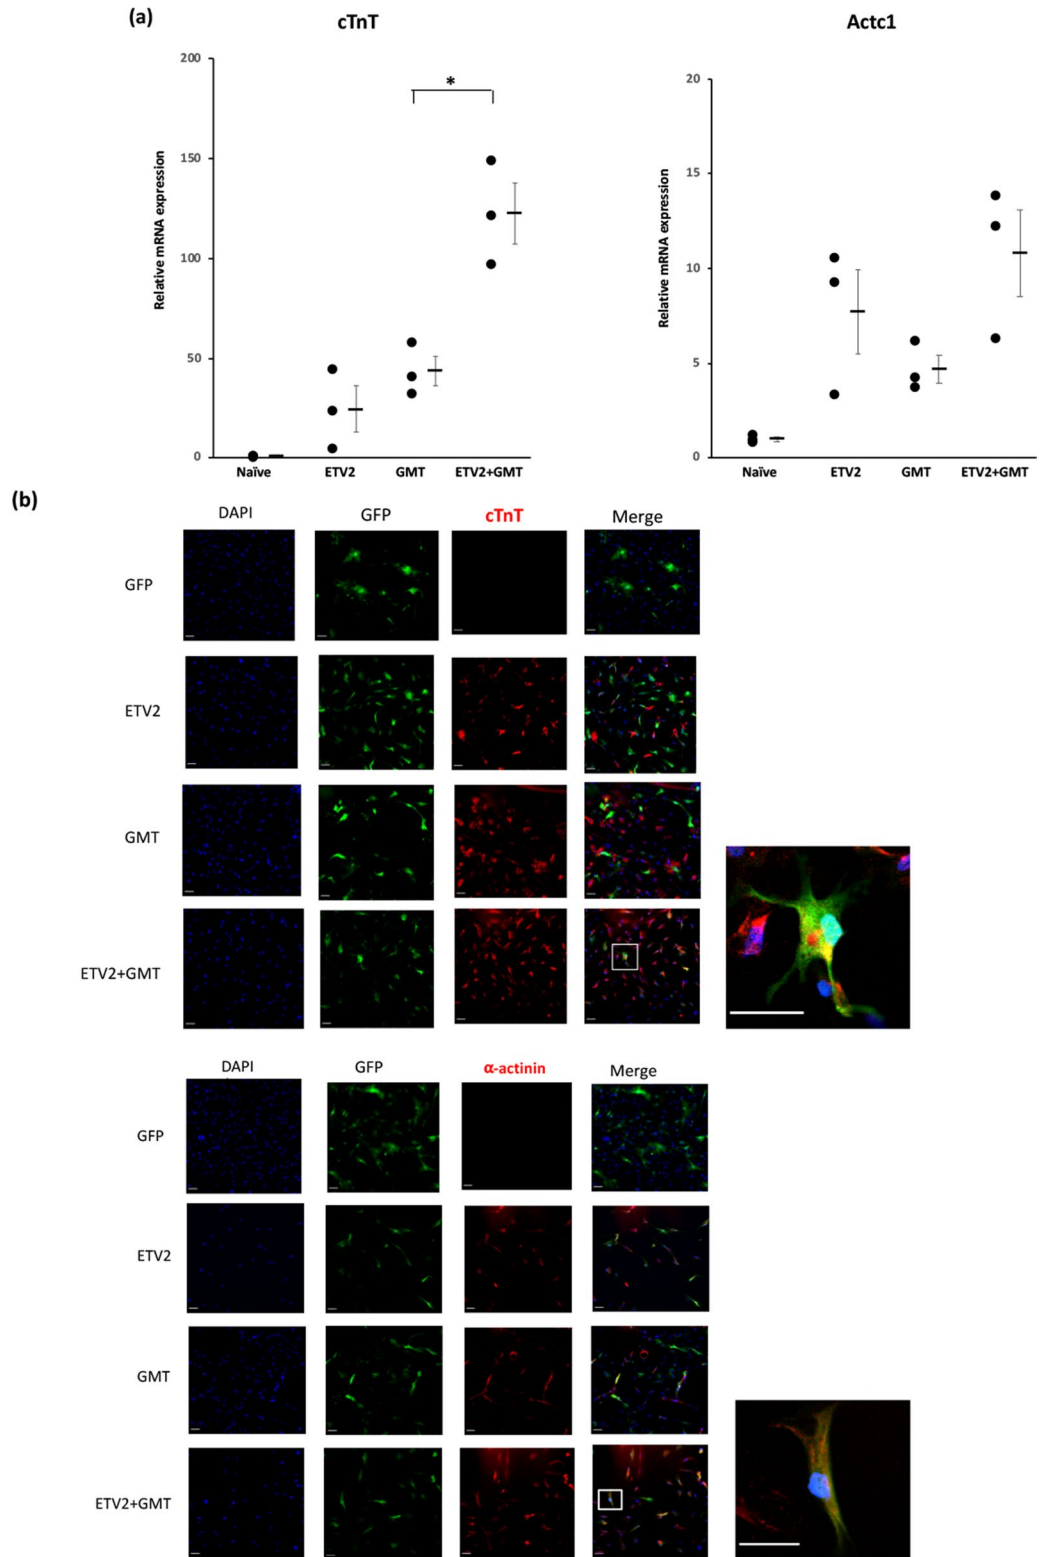 (a)
cTnT
Actc1
200
150
100
50
0
Relative mRNA expression
*
Naïve ETV2 GMT ETV2+GMT
20
15
10
5
0
Relative mRNA expression
Naïve ETV2 GMT ETV2+GMT
(b)
DAPI GFP cTnT Merge
GFP
ETV2
GMT
ETV2+GMT
DAPI GFP α-actinin Merge
GFP
ETV2
GMT
ETV2+GMT